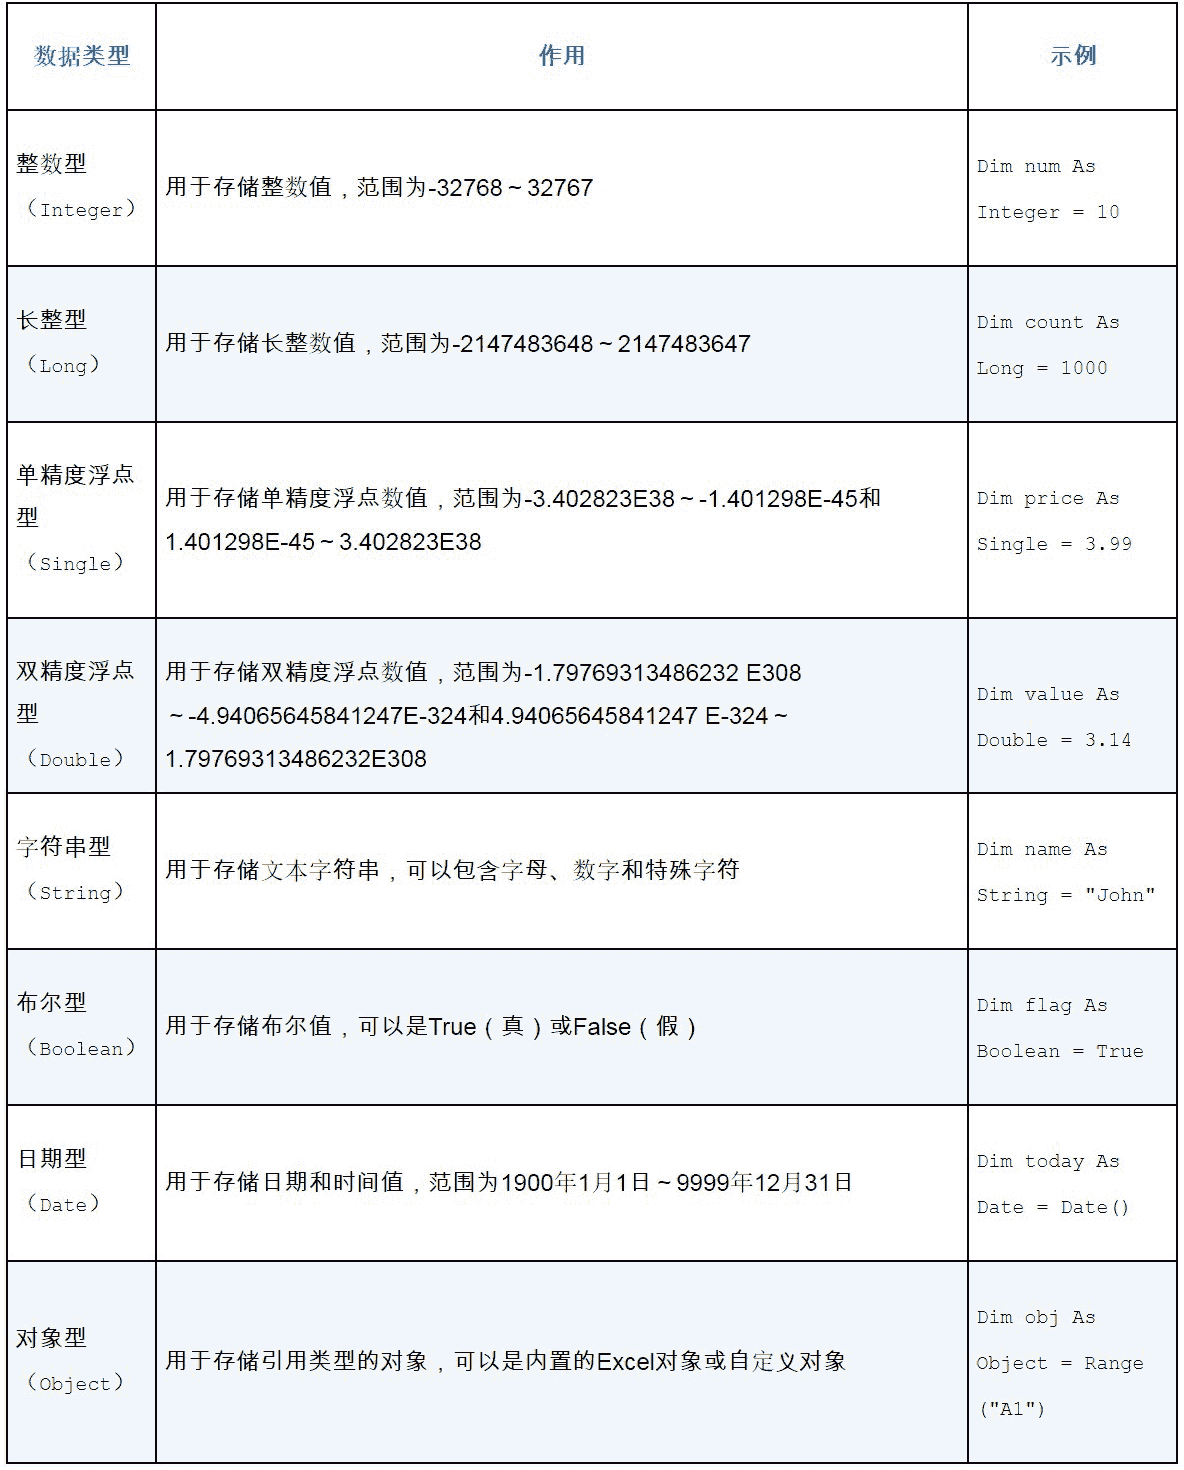 数据类型
作用
示例
整数型
（Integer）
用于存储整数值，范围为-32768～32767
Dim num As
Integer = 10
长整型
（Long）
用于存储长整数值，范围为-2147483648～2147483647
Dim count As
Long = 1000
单精度浮点
型
（Single）
用于存储单精度浮点数值，范围为-3.402823E38～-1.401298E-45和
1.401298E-45～3.402823E38
Dim price As
Single = 3.99
双精度浮点
型
（Double）
用于存储双精度浮点数值，范围为-1.79769313486232 E308
～-4.94065645841247E-324和4.94065645841247 E-324～
1.79769313486232E308
Dim value As
Double = 3.14
字符串型
（String）
用于存储文本字符串，可以包含字母、数字和特殊字符
Dim name As
String = "John"
布尔型
（Boolean）
用于存储布尔值，可以是True（真）或False（假）
Dim flag As
Boolean = True
日期型
（Date）
用于存储日期和时间值，范围为1900年1月1日～9999年12月31日
Dim today As
Date = Date()
对象型
（Object）
用于存储引用类型的对象，可以是内置的Excel对象或自定义对象
Dim obj As
Object = Range
("A1")